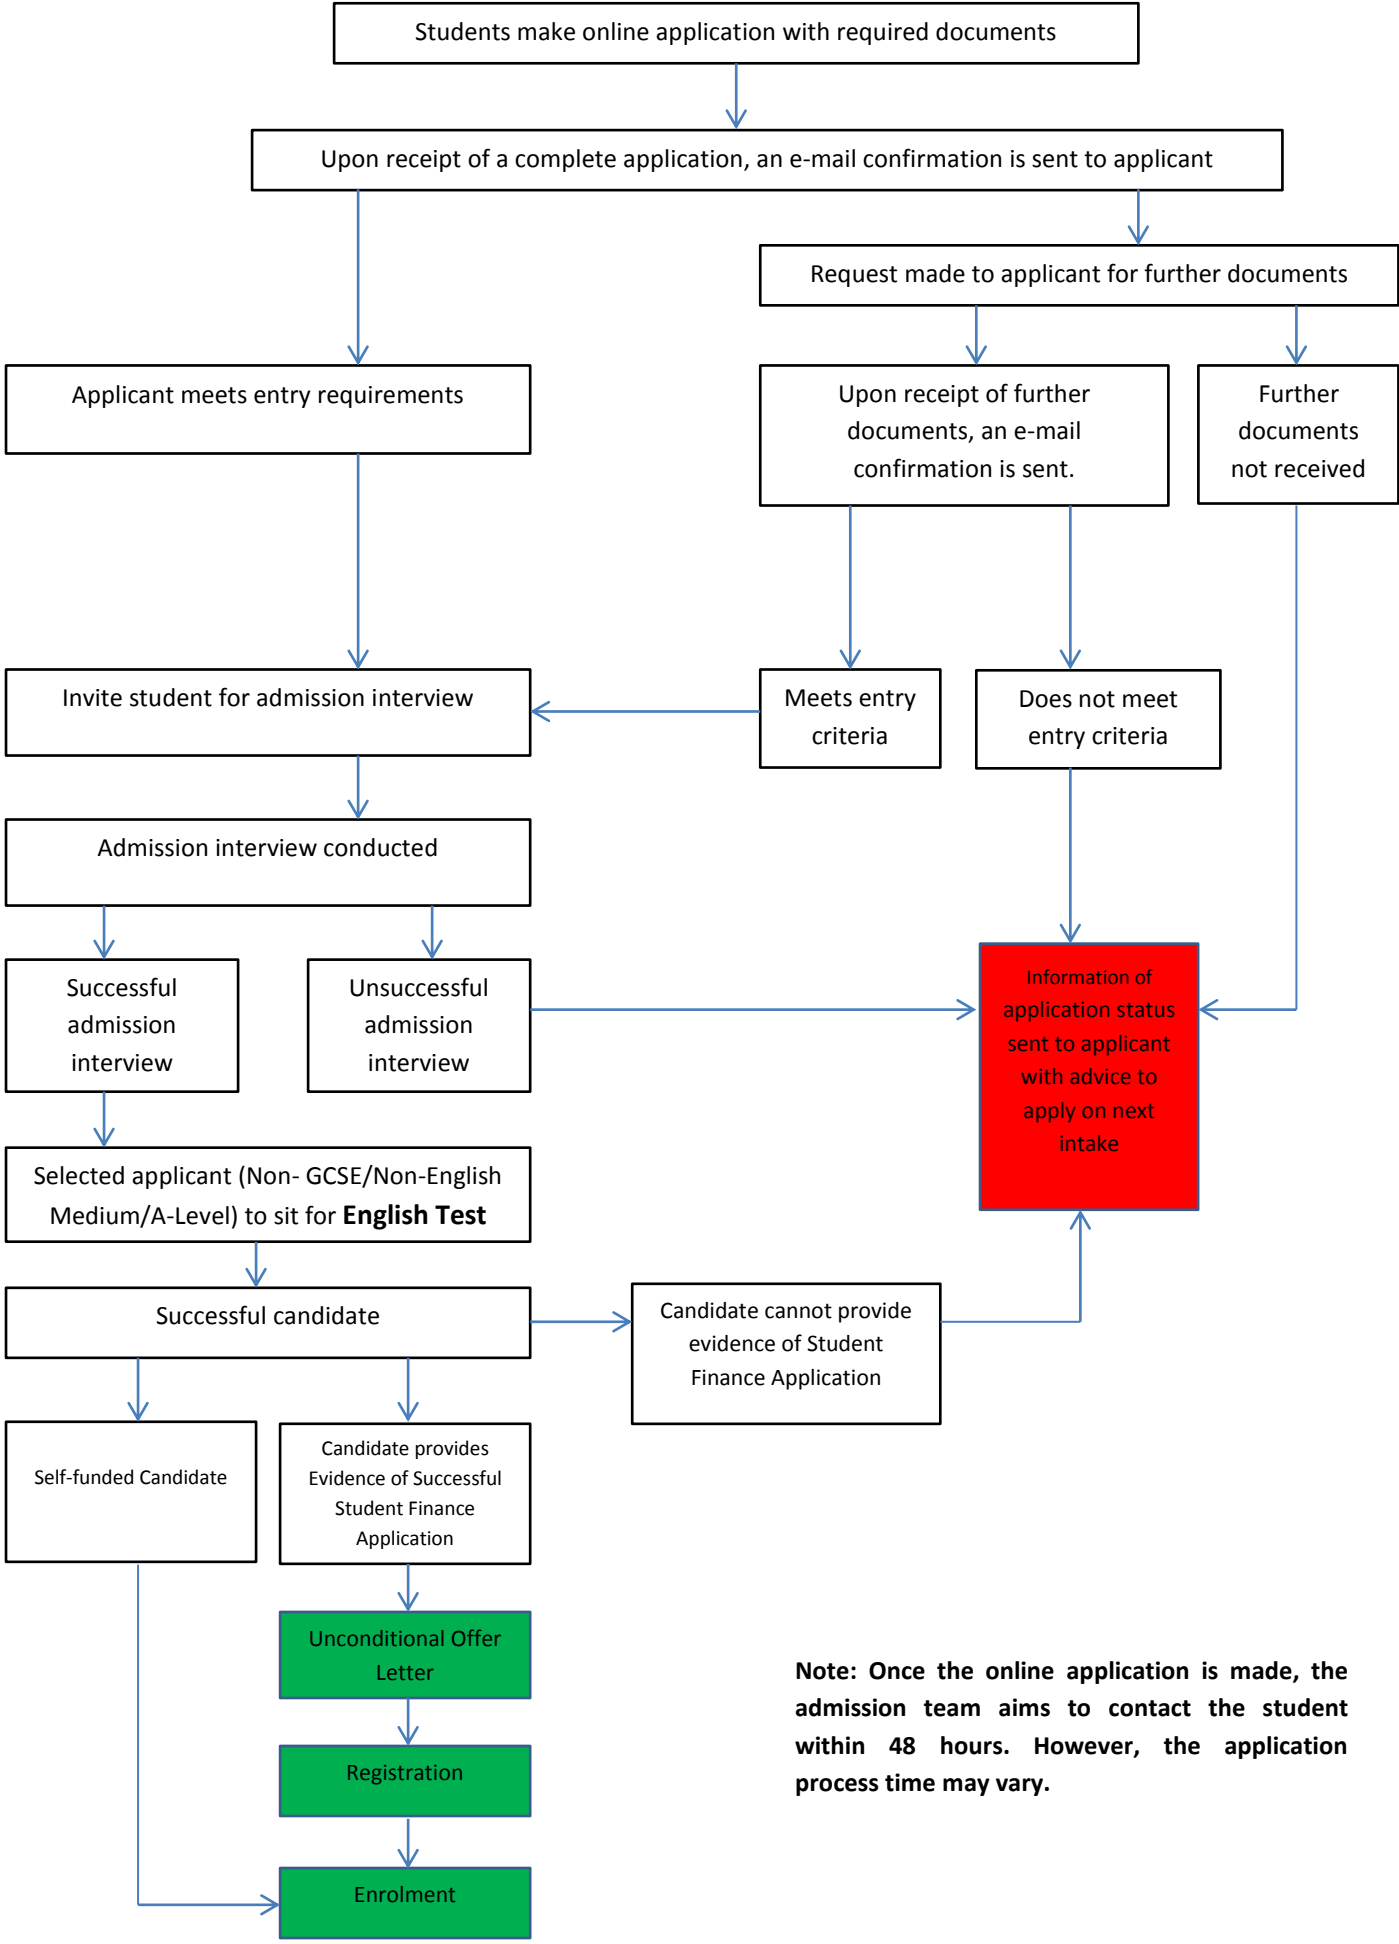 Students make online application with required documents
Upon receipt of a complete application, an e-mail confirmation is sent to applicant
Request made to applicant for further documents
Applicant meets entry requirements
Upon receipt of further
documents, an e-mail
confirmation is sent.
Further
documents
not received
Invite student for admission interview
Meets entry
criteria
Does not meet
entry criteria
Admission interview conducted
Successful
admission
interview
Unsuccessful
admission
interview
Information of
application status
sent to applicant
with advice to
apply on next
intake
Selected applicant (Non- GCSE/Non-English
Medium/A-Level) to sit for English Test
Successful candidate
Candidate cannot provide
evidence of Student
Finance Application
Self-funded Candidate
Candidate provides
Evidence of Successful
Student Finance
Application
Unconditional Offer
Letter
Registration
Enrolment
Note: Once the online application is made, the
admission team aims to contact the student
within 48 hours. However, the application
process time may vary.